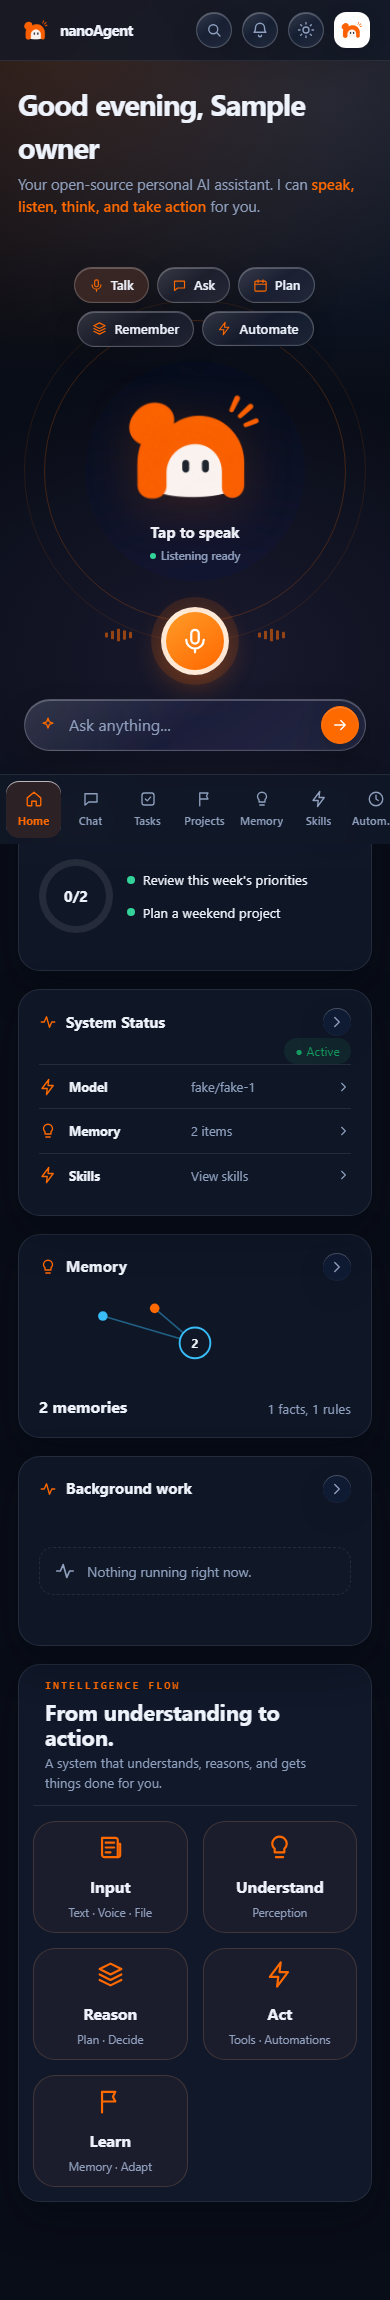 nanoAgent
Good evening, Sample
owner
Your open-source personal AI assistant. I can speak,
listen, think, and take action for you.
Talk
Ask
Plan
Remember
Automate
Tap to speak
Listening ready
Ask anything...
Home
Chat
Tasks
Projects
Memory
Skills
Autom.
0/2
Review this week's priorities
Plan a weekend project
System Status
Active
Model fake/fake-1
Memory 2 items
Skills View skills
Memory
2
2 memories
1 facts, 1 rules
Background work
Nothing running right now.
INTELLIGENCE FLOW
From understanding to
action.
A system that understands, reasons, and gets
things done for you.
Input
Text · Voice · File
Understand
Perception
Reason
Plan · Decide
Act
Tools · Automations
Learn
Memory · Adapt